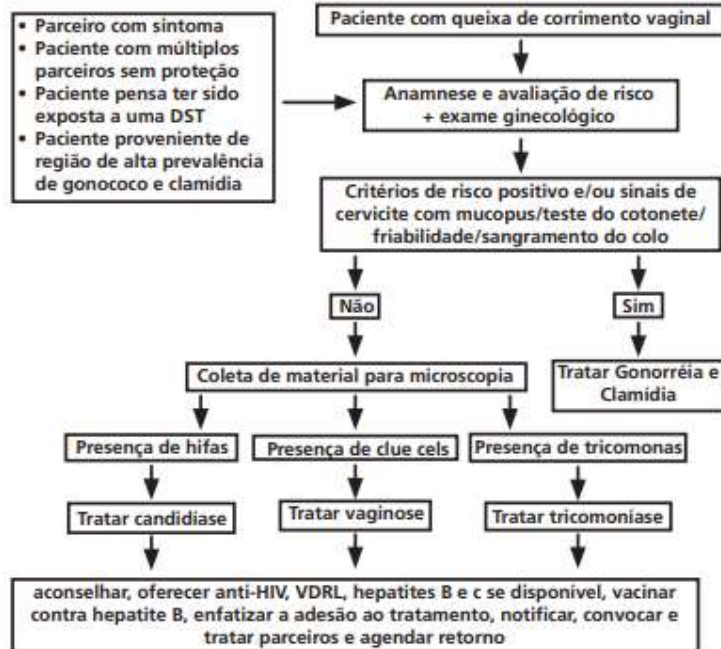 • Parceiro com sintoma
• Paciente com múltiplos
parceiros sem proteção
• Paciente pensa ter sido
exposta a uma DST
• Paciente proveniente de
região de alta prevalência
de gonococo e clamídia
Paciente com queixa de corrimento vaginal
Anamnese e avaliação de risco
+ exame ginecológico
Critérios de risco positivo e/ou sinais de
cervicite com mucopus/teste do cotonete/
friabilidade/sangramento do colo
Não
Sim
Coleta de material para microscopia
Tratar Gonorréia e
Clamídia
Presença de hifas
Presença de clue cels
Presença de tricomonas
Tratar candidiase
Tratar vaginose
Tratar tricomoníase
aconselhar, oferecer anti-HIV, VDRL, hepatites B e c se disponível, vacinar
contra hepatite B, enfatizar a adesão ao tratamento, notificar, convocar e
tratar parceiros e agendar retorno